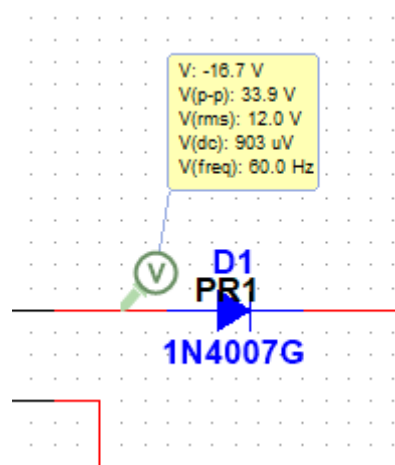 V: -16.7 V
V(p-p): 33.9 V
V(rms): 12.0 V
V(dc): 903 uV
V(freq): 60.0 Hz
V
D1
PR1
1N4007G